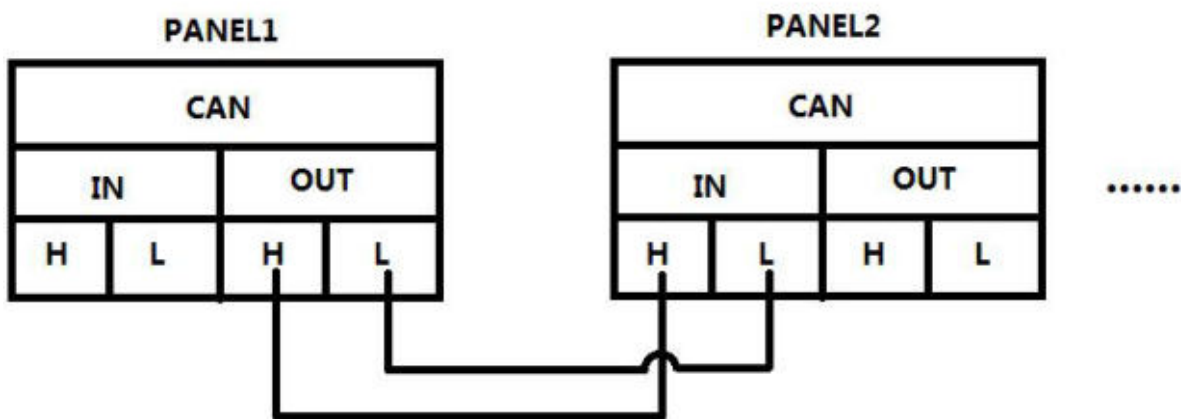 PANEL1 PANEL2
CAN CAN
IN OUT IN OUT ......
H L H L H L H L